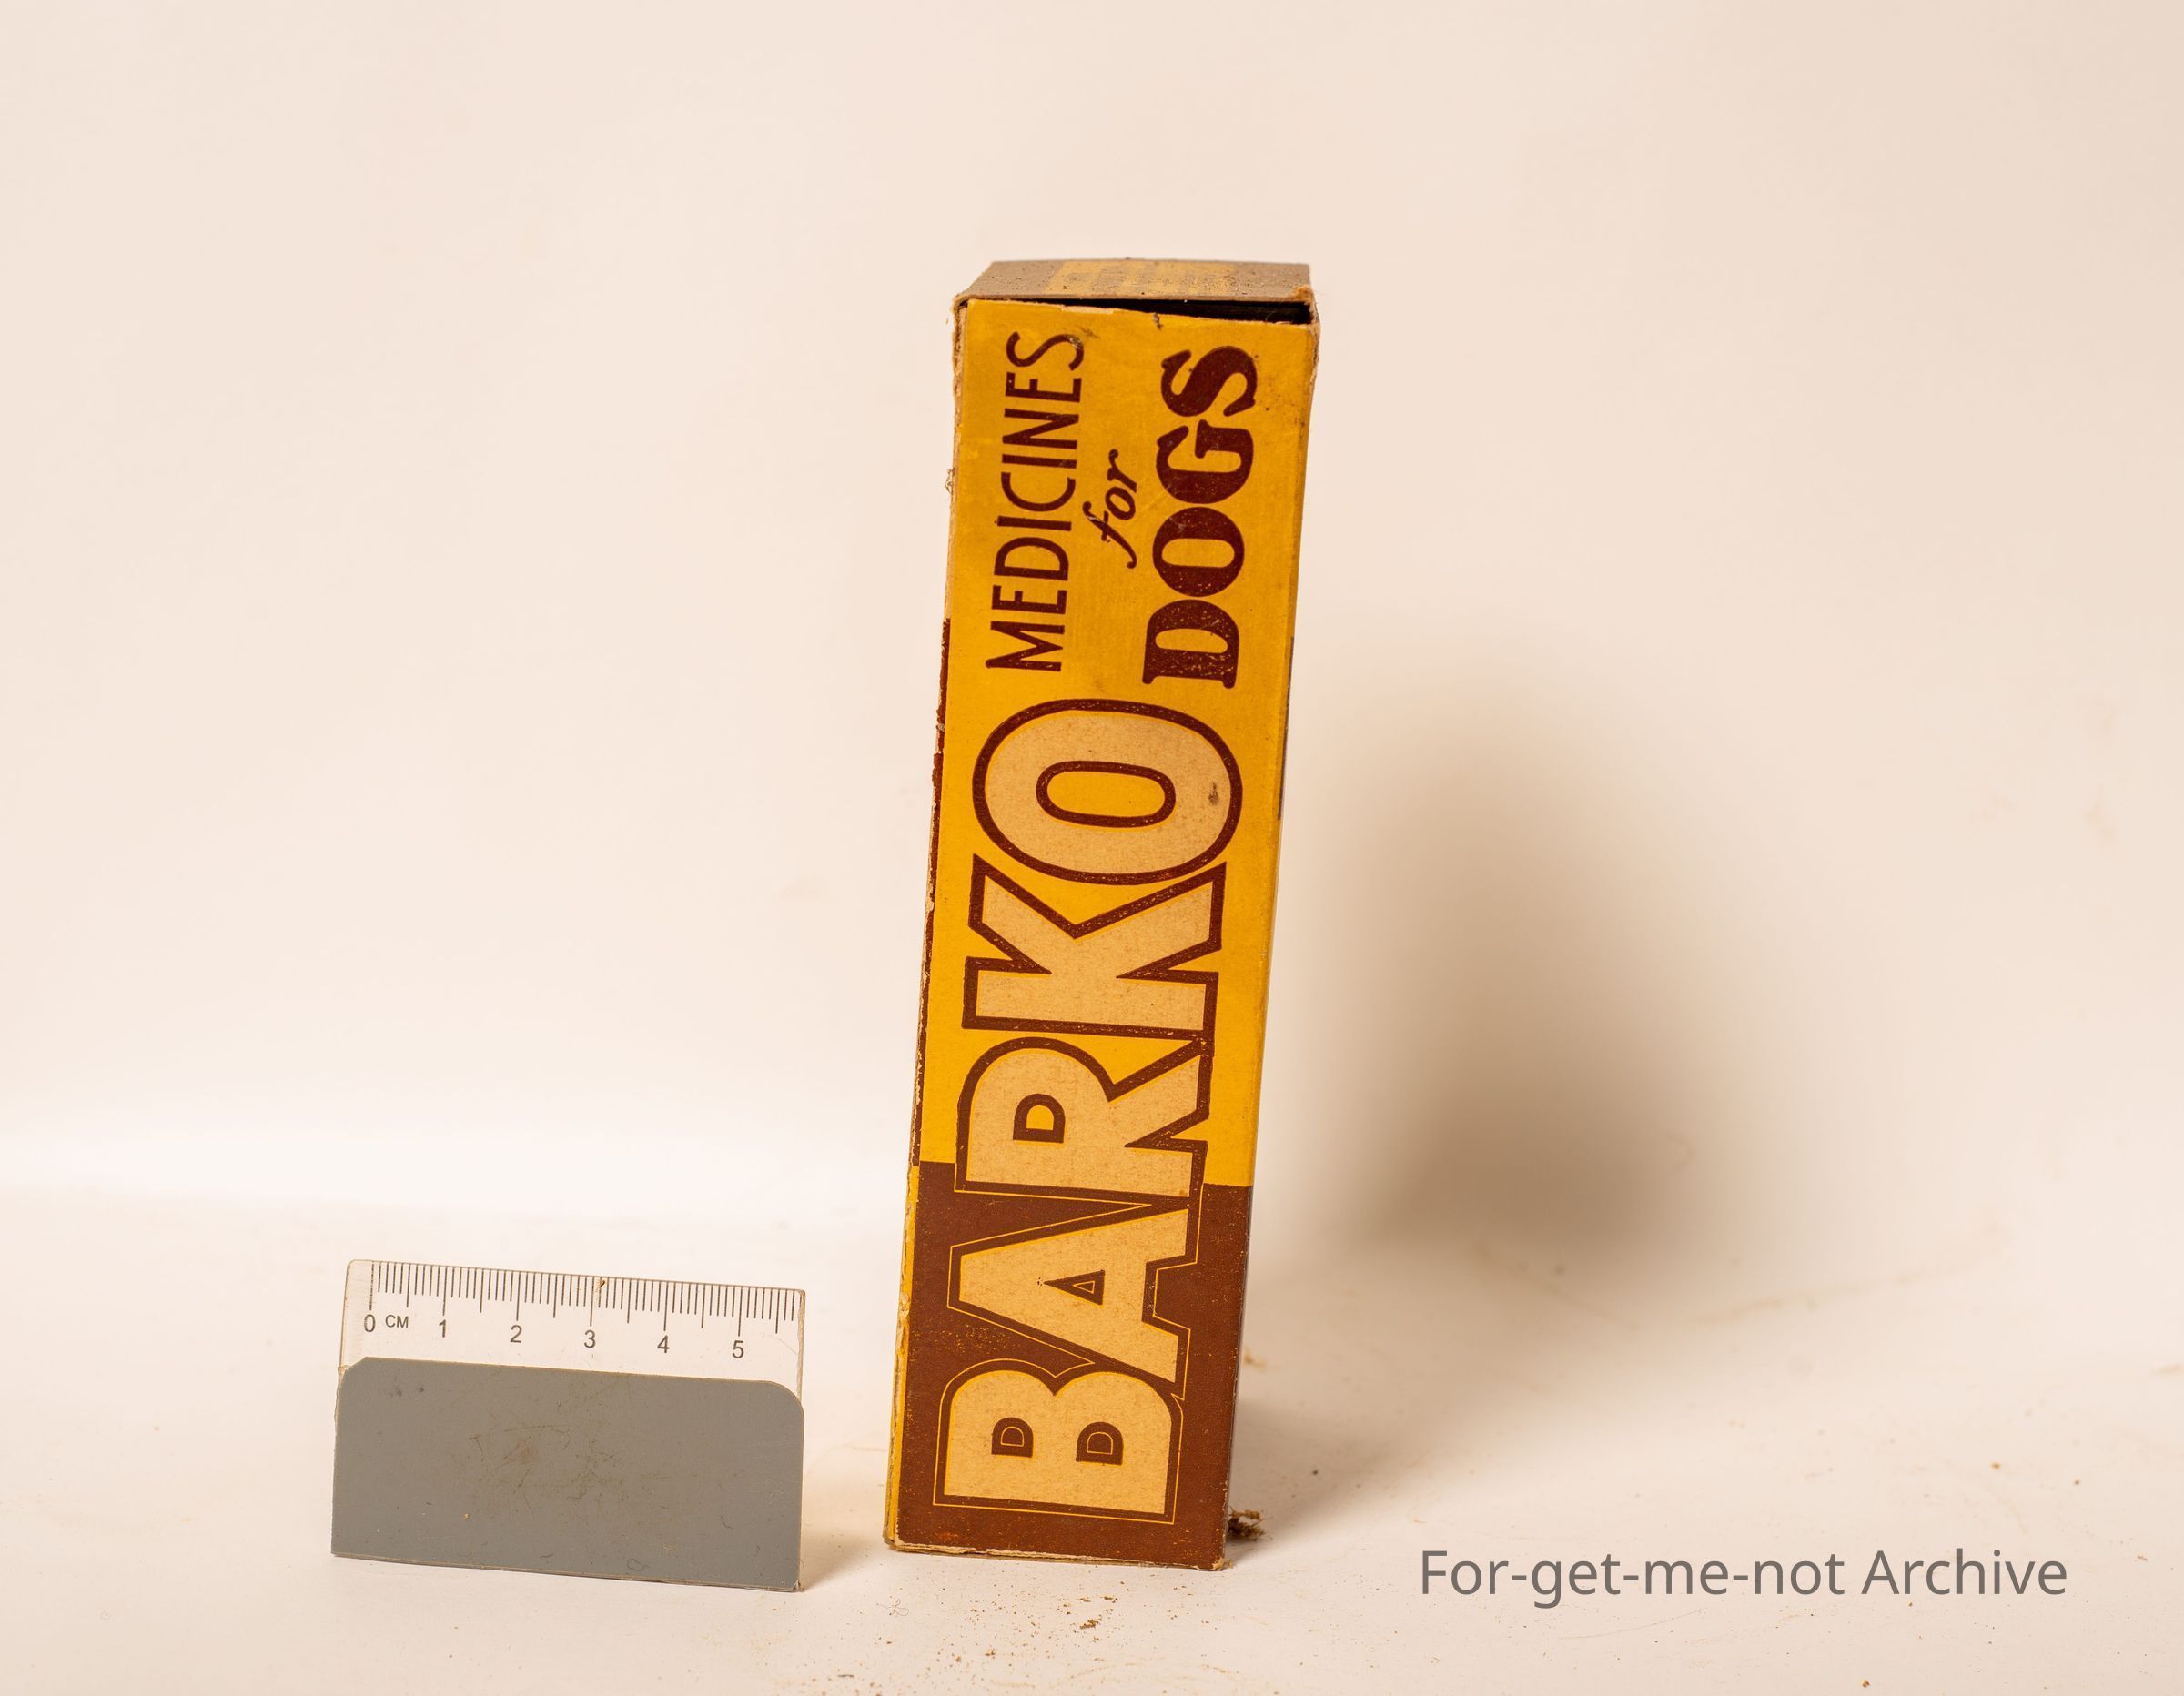 MEDICINES
for
DOGS
BARKO
0 CM 1 2 3 4 5
For-get-me-not Archive